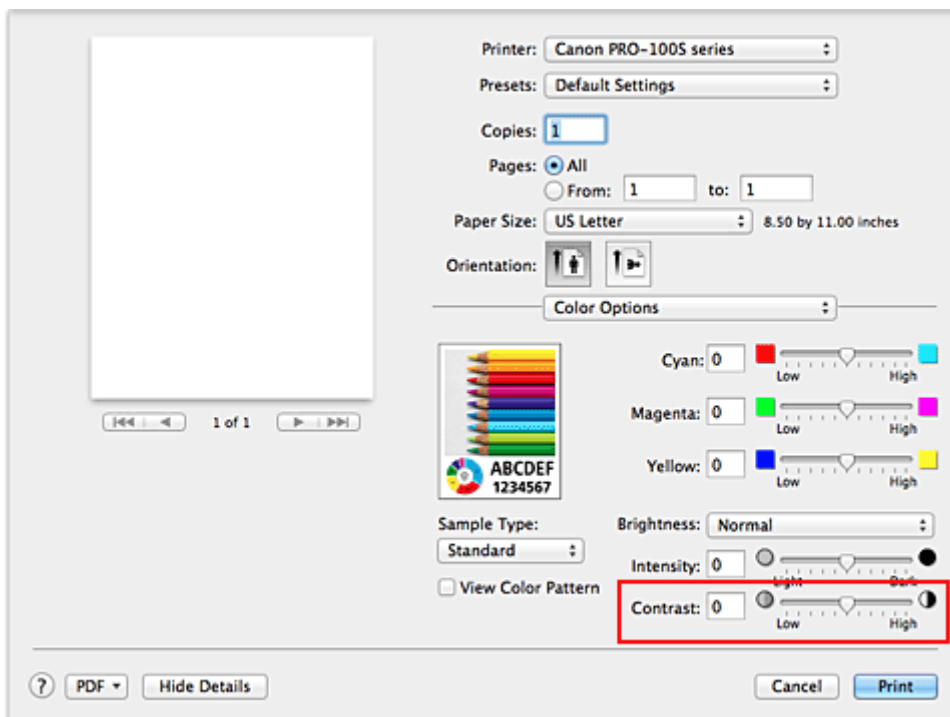 Printer: Canon PRO-100S series
Presets: Default Settings
Copies: 1
Pages: All
From: 1 to: 1
Paper Size: US Letter 8.50 by 11.00 inches
Orientation:
Color Options
1 of 1
Cyan: 0
Low High
Magenta: 0
Low High
Yellow: 0
Low High
ABCDEF
1234567
Sample Type:
Standard
View Color Pattern
Brightness: Normal
Intensity: 0
Light Dark
Contrast: 0
Low High
? PDF Hide Details Cancel Print